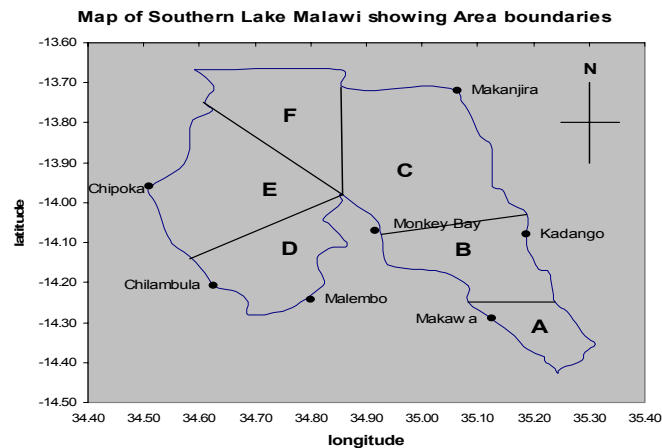 Map of Southern Lake Malawi showing Area boundaries
-13.60
N
-13.70
Makanjira
-13.80
F
-13.90
C
Chipoka
E
-14.00
Monkey Bay
Kadango
-14.10
D
B
-14.20
Chilambula
Malembo
-14.30
Makawa
A
-14.40
-14.50
34.40 34.50 34.60 34.70 34.80 34.90 35.00 35.10 35.20 35.30 35.40
latitude
longitude